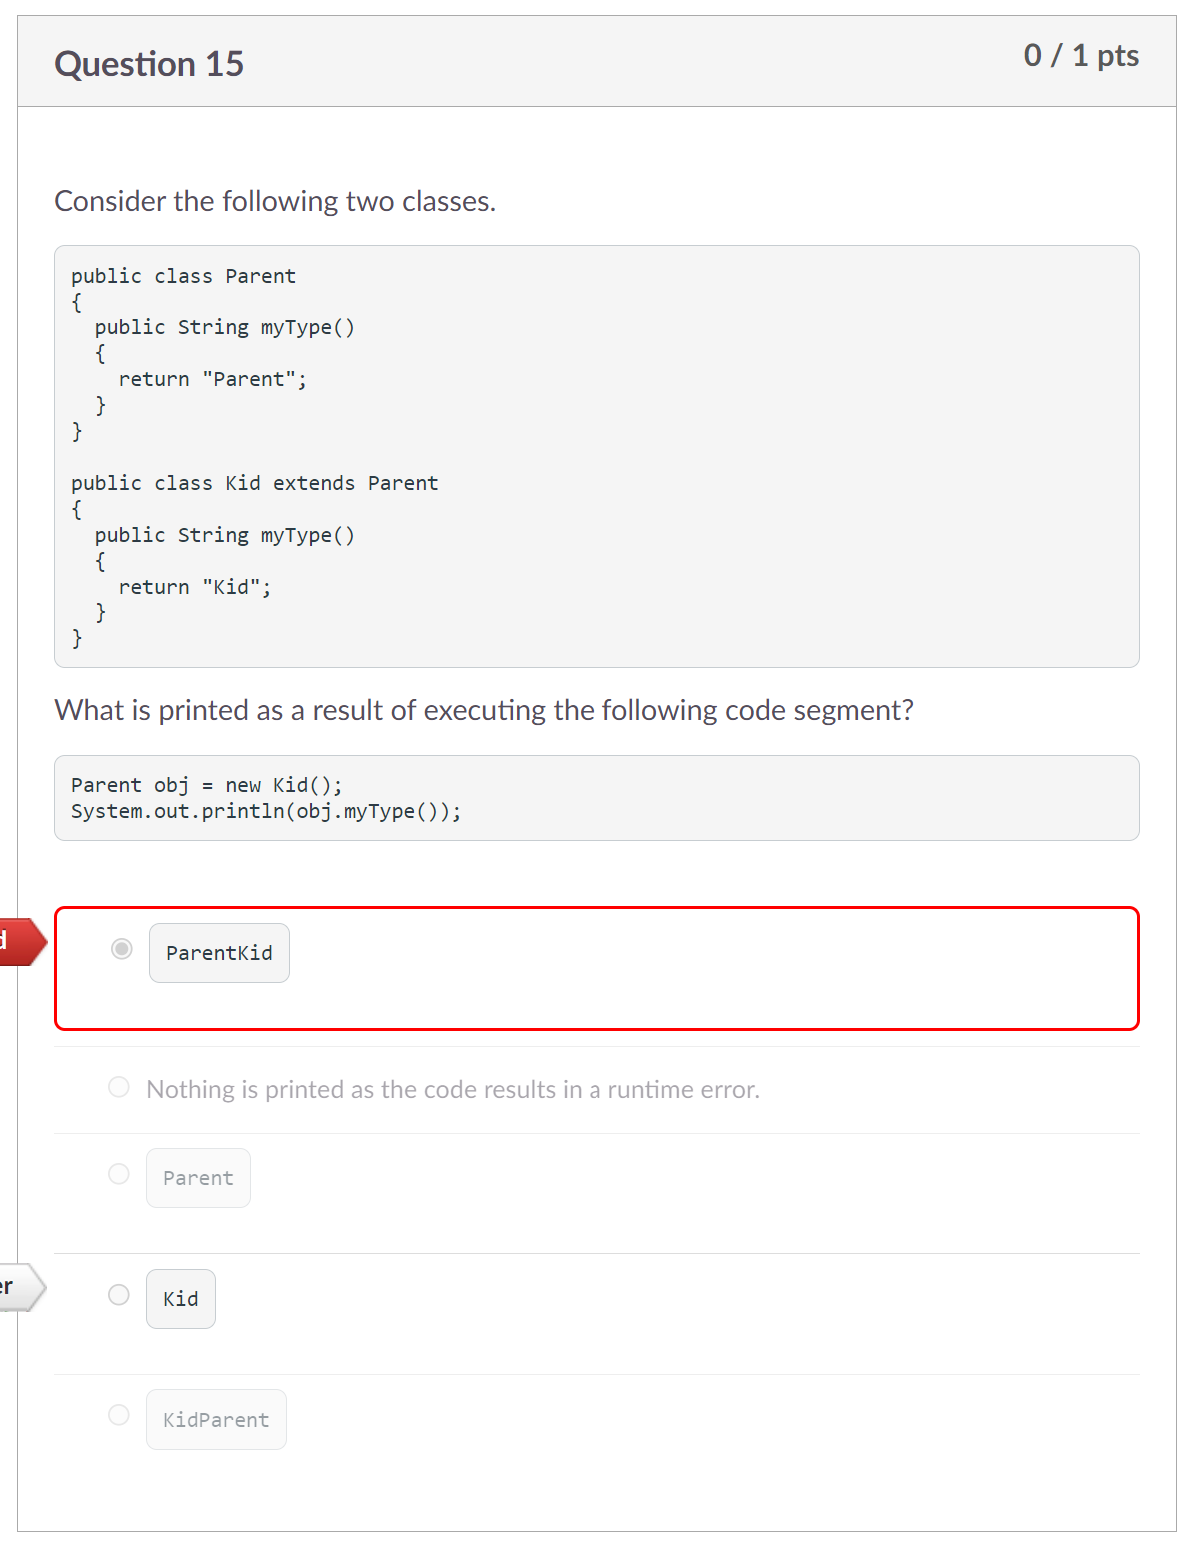 Question 15
0 / 1 pts
Consider the following two classes.
public class Parent
{
  public String myType()
  {
    return "Parent";
  }
}

public class Kid extends Parent
{
  public String myType()
  {
    return "Kid";
  }
}
What is printed as a result of executing the following code segment?
Parent obj = new Kid();
System.out.println(obj.myType());
d
ParentKid
Nothing is printed as the code results in a runtime error.
Parent
er
Kid
KidParent